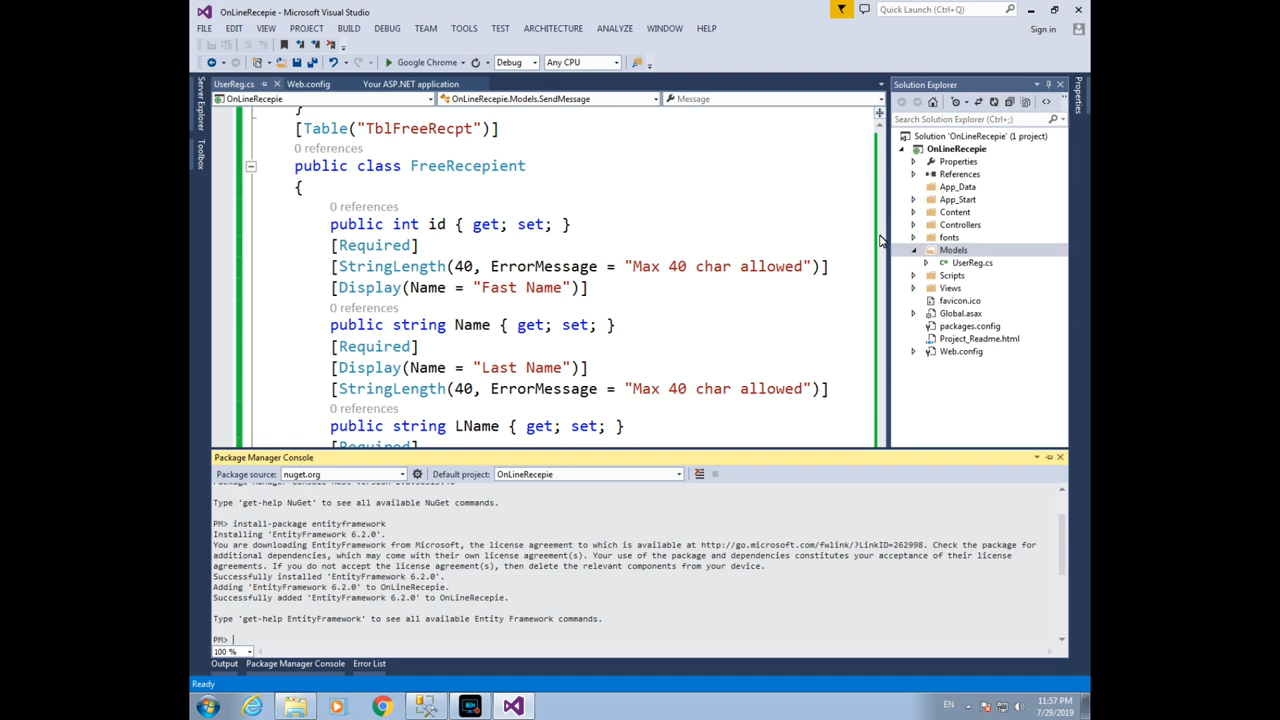 OnLineRecepie - Microsoft Visual Studio
Quick Launch (Ctrl+Q)
FILE EDIT VIEW PROJECT BUILD DEBUG TEAM TOOLS TEST ARCHITECTURE ANALYZE WINDOW HELP
Sign in
Google Chrome Debug Any CPU
Server Explorer
Toolbox
UserReg.cs Web.config Your ASP.NET application
OnLineRecepie OnLineRecepie.Models.SendMessage Message
}
[Table("TblFreeRecpt")]
0 references
public class FreeRecepient
{
0 references
public int id { get; set; }
[Required]
[StringLength(40, ErrorMessage = "Max 40 char allowed")]
[Display(Name = "Fast Name")]
0 references
public string Name { get; set; }
[Required]
[Display(Name = "Last Name")]
[StringLength(40, ErrorMessage = "Max 40 char allowed")]
0 references
public string LName { get; set; }
[Required]
Solution Explorer
Search Solution Explorer (Ctrl+;)
Solution 'OnLineRecepie' (1 project)
OnLineRecepie
Properties
References
App_Data
App_Start
Content
Controllers
fonts
Models
UserReg.cs
Scripts
Views
favicon.ico
Global.asax
packages.config
Project_Readme.html
Web.config
Properties
Package Manager Console
Package source: nuget.org Default project: OnLineRecepie
Type 'get-help NuGet' to see all available NuGet commands.
PM> install-package entityframework
Installing 'EntityFramework 6.2.0'.
You are downloading EntityFramework from Microsoft, the license agreement to which is available at http://go.microsoft.com/fwlink/?LinkID=262998. Check the package for
additional dependencies, which may come with their own license agreement(s). Your use of the package and dependencies constitutes your acceptance of their license
agreements. If you do not accept the license agreement(s), then delete the relevant components from your device.
Successfully installed 'EntityFramework 6.2.0'.
Adding 'EntityFramework 6.2.0' to OnLineRecepie.
Successfully added 'EntityFramework 6.2.0' to OnLineRecepie.
Type 'get-help EntityFramework' to see all available Entity Framework commands.
PM>
100 %
Output Package Manager Console Error List
Ready
EN
11:57 PM
7/29/2019